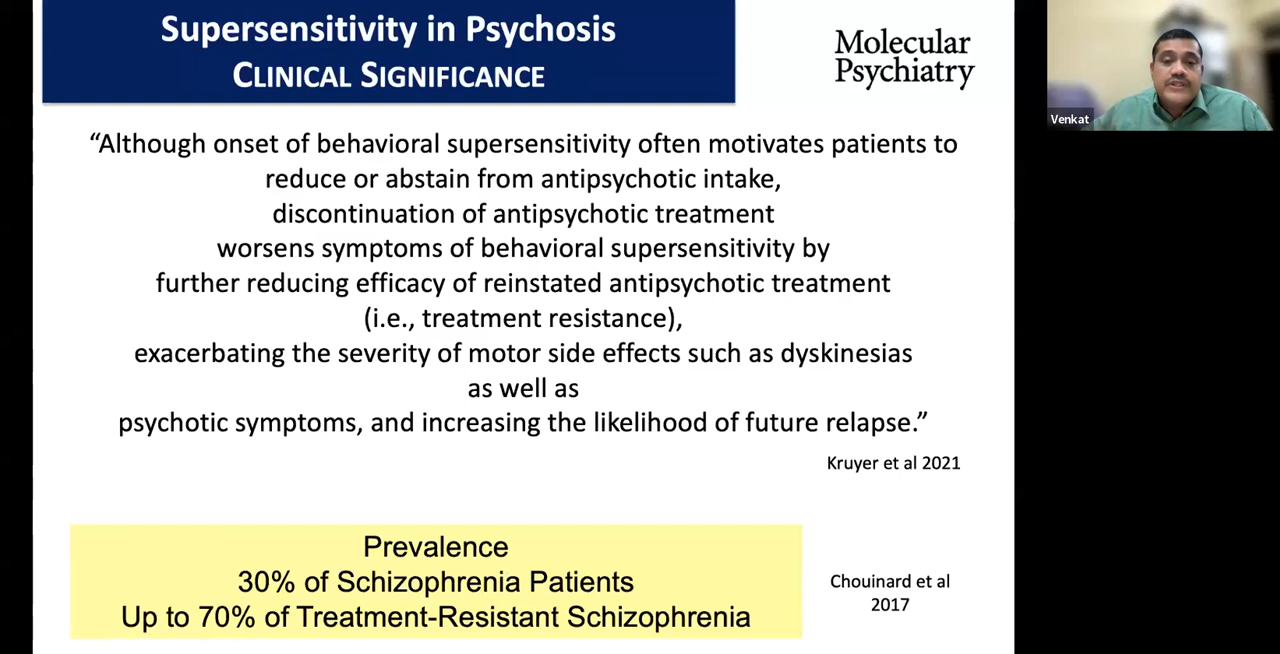 Supersensitivity in Psychosis
CLINICAL SIGNIFICANCE
Molecular
Psychiatry
Venkat
“Although onset of behavioral supersensitivity often motivates patients to
reduce or abstain from antipsychotic intake,
discontinuation of antipsychotic treatment
worsens symptoms of behavioral supersensitivity by
further reducing efficacy of reinstated antipsychotic treatment
(i.e., treatment resistance),
exacerbating the severity of motor side effects such as dyskinesias
as well as
psychotic symptoms, and increasing the likelihood of future relapse.”
Kruyer et al 2021
Prevalence
30% of Schizophrenia Patients
Up to 70% of Treatment-Resistant Schizophrenia
Chouinard et al
2017